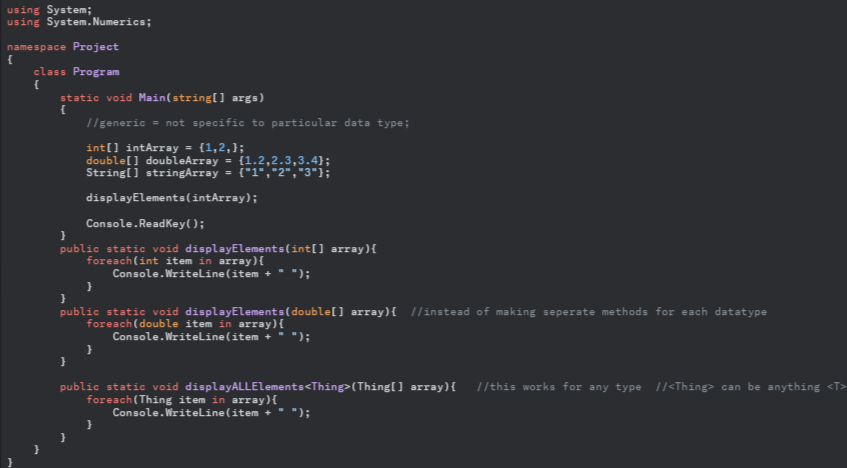 using System;
using System.Numerics;
namespace Project
{
class Program
{
static void Main(string[] args)
{
//generic = not specific to particular data type;
int[] intArray = {1,2,};
double[] doubleArray = {1.2,2.3,3.4};
String[] stringArray = {"1","2","3"};
displayElements(intArray);
Console.ReadKey();
}
public static void displayElements(int[] array){
foreach(int item in array){
Console.WriteLine(item + " ");
}
}
public static void displayElements(double[] array){ //instead of making seperate methods for each datatype
foreach(double item in array){
Console.WriteLine(item + " ");
}
}
public static void displayALLElements<Thing>(Thing[] array){ //this works for any type //<Thing> can be anything <T>
foreach(Thing item in array){
Console.WriteLine(item + " ");
}
}
}
}